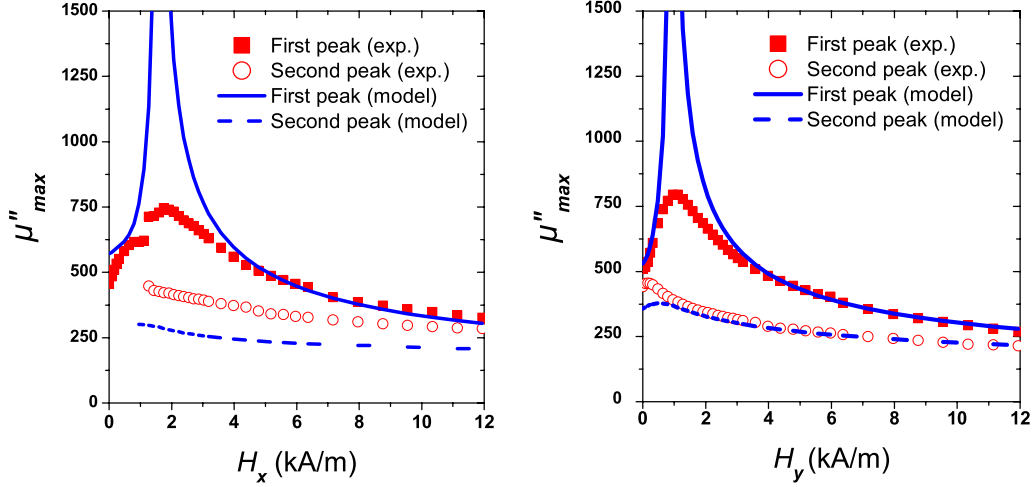 1500
1250
1000
750
500
250
0
0 2 4 6 8 10 12
μ"max
Hx (kA/m)
First peak (exp.)
Second peak (exp.)
First peak (model)
Second peak (model)
1500
1250
1000
750
500
250
0
0 2 4 6 8 10 12
μ"max
Hy (kA/m)
First peak (exp.)
Second peak (exp.)
First peak (model)
Second peak (model)